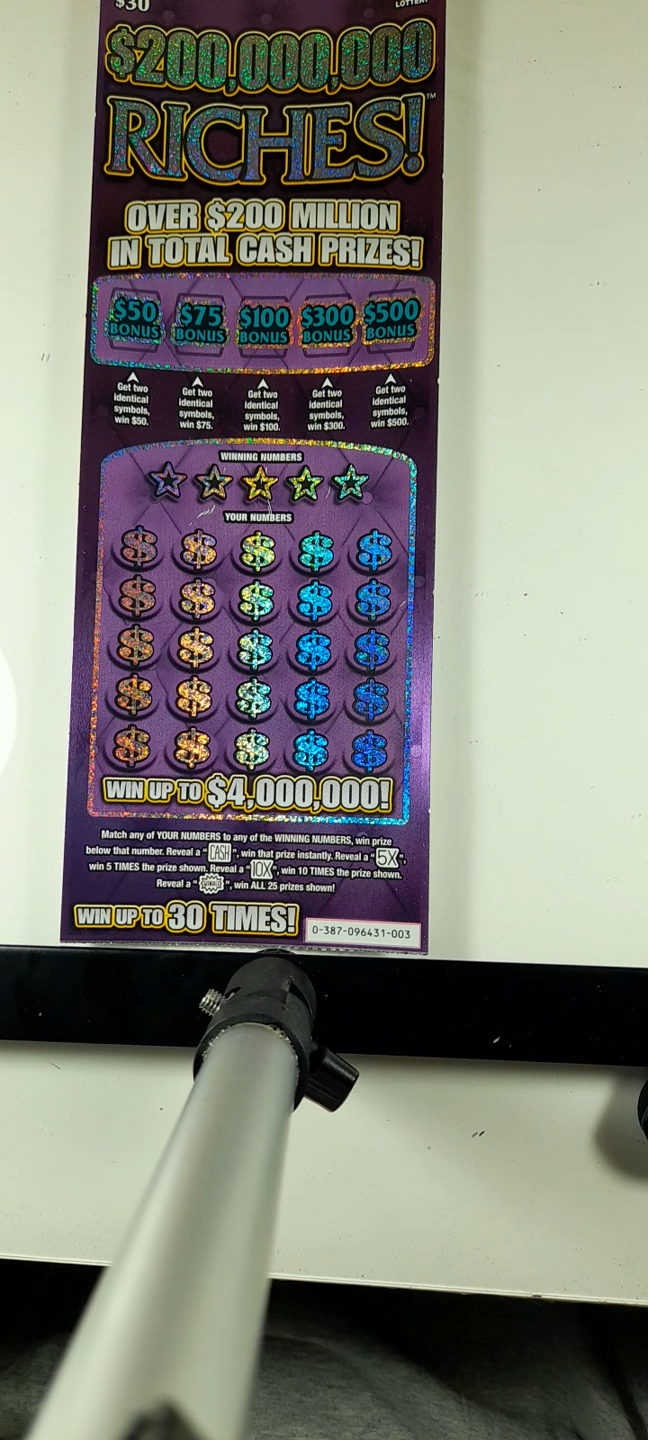 $30
LOTTERY
$200,000,000
RICHES!™
OVER $200 MILLION
IN TOTAL CASH PRIZES!
$50 BONUS
$75 BONUS
$100 BONUS
$300 BONUS
$500 BONUS
Get two identical symbols, win $50.
Get two identical symbols, win $75.
Get two identical symbols, win $100.
Get two identical symbols, win $300.
Get two identical symbols, win $500.
WINNING NUMBERS
YOUR NUMBERS
$ $ $ $ $
$ $ $ $ $
$ $ $ $ $
$ $ $ $ $
$ $ $ $ $
WIN UP TO $4,000,000!
Match any of YOUR NUMBERS to any of the WINNING NUMBERS, win prize
below that number. Reveal a "CASH", win that prize instantly. Reveal a "5X",
win 5 TIMES the prize shown. Reveal a "10X", win 10 TIMES the prize shown.
Reveal a " ", win ALL 25 prizes shown!
WIN UP TO 30 TIMES!
0-387-096431-003